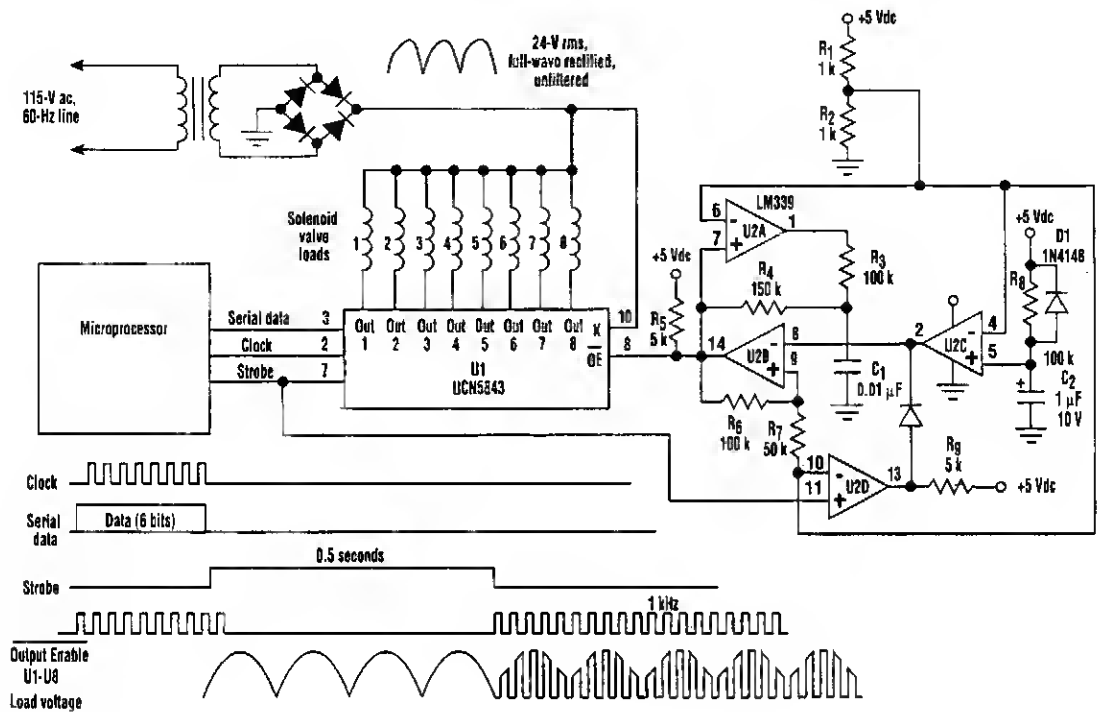 24-V rms,
full-wavo rectified,
unfiltered
115-V ac,
60-Hz line
+5 Vdc
R1
1 k
R2
1 k
Solenoid
valve
loads
1
2
3
4
5
6
7
8
LM339
6
7
-
+
U2A
1
R3
100 k
R4
150 k
+5 Vdc
R5
5 k
+5 Vdc
D1
1N4148
R8
100 k
C2
1 µF
10 V
+
Microprocessor
Serial data
3
Clock
2
Strobe
7
Out
1
Out
2
Out
3
Out
4
Out
5
Out
6
Out
7
Out
8
K
10
OE
8
U1
UCN5843
14
U2B
-
+
8
9
2
U2C
-
+
4
5
C1
0.01 µF
R6
100 k
R7
50 k
10
11
-
+
U2D
13
R9
5 k
+5 Vdc
Clock
Serial
data
Data (6 bits)
0.5 seconds
Strobe
1 kHz
Output Enable
U1-U8
Load voltage